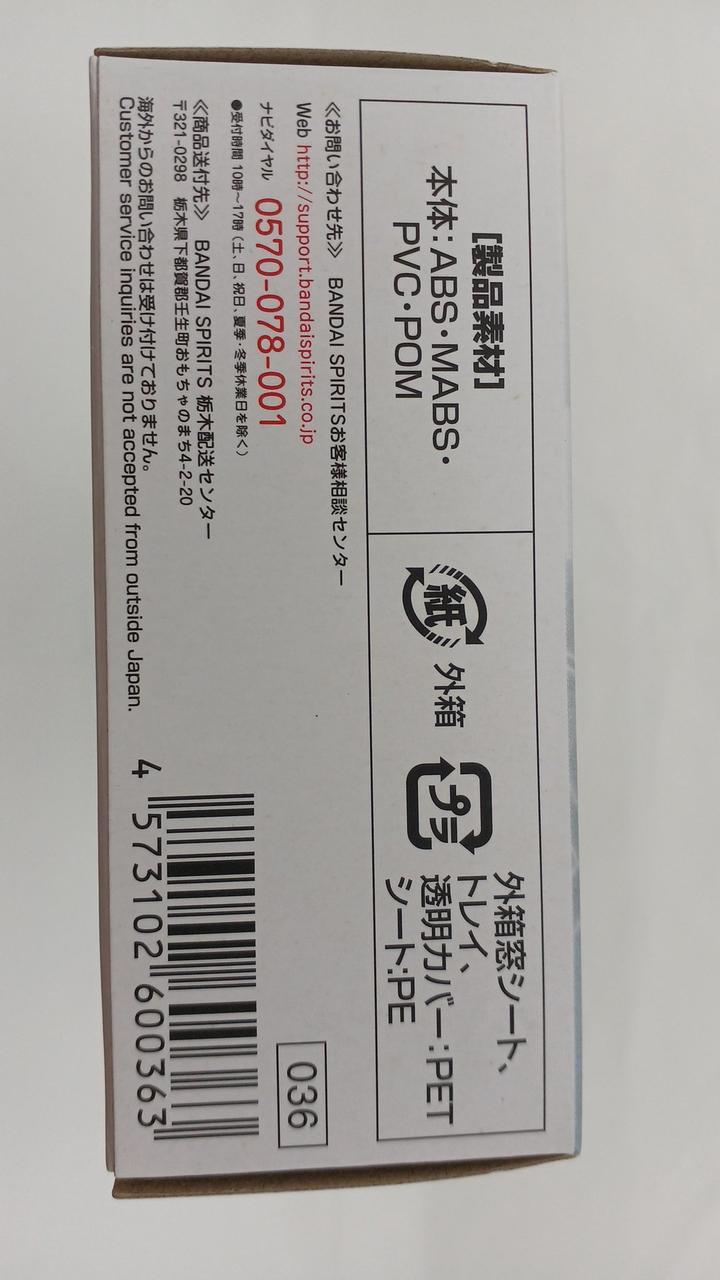 [製品素材]
本体：ABS・MABS・
PVC・POM
紙
外箱
プラ
外箱窓シート、
トレイ、
透明カバー：PET
シート:PE
≪お問い合わせ先≫ BANDAI SPIRITSお客様相談センター
Web http://support.bandaispirits.co.jp
ナビダイヤル 0570-078-001
●受付時間 10時～17時（土、日、祝日、夏季・冬季休業日を除く）
≪商品送付先≫ BANDAI SPIRITS 栃木配送センター
〒321-0298 栃木県下都賀郡壬生町おもちゃのまち4-2-20
海外からのお問い合わせは受け付けておりません。
Customer service inquiries are not accepted from outside Japan.
036
4 573102 600363